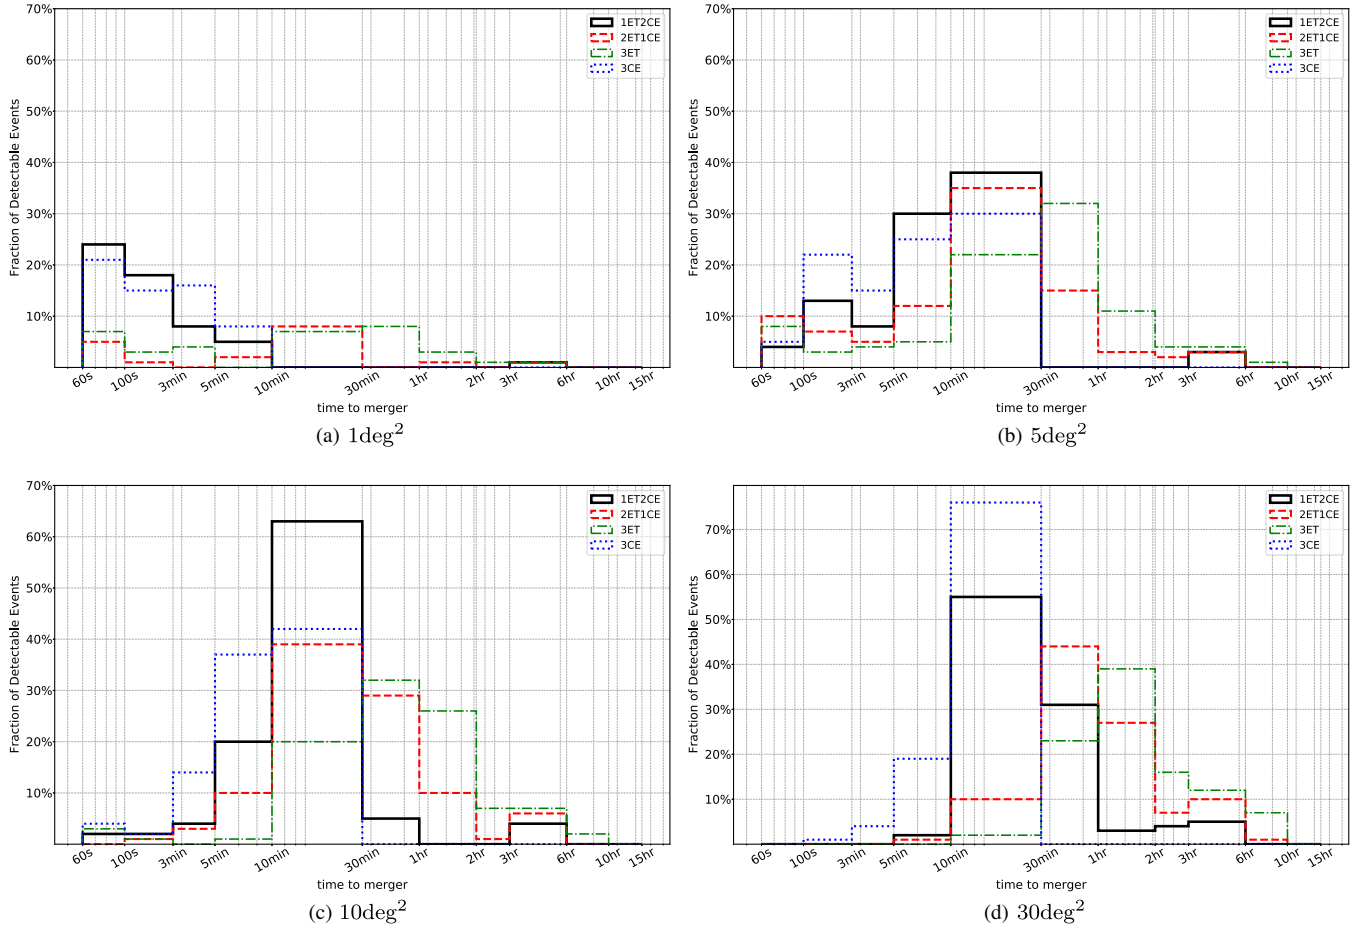 70%
60%
50%
40%
30%
20%
10%
Fraction of Detectable Events
1ET2CE
2ET1CE
3ET
3CE
60s 100s 3min 5min 10min 30min 1hr 2hr 3hr 6hr 10hr 15hr
time to merger
(a) 1deg²
70%
60%
50%
40%
30%
20%
10%
Fraction of Detectable Events
1ET2CE
2ET1CE
3ET
3CE
60s 100s 3min 5min 10min 30min 1hr 2hr 3hr 6hr 10hr 15hr
time to merger
(b) 5deg²
70%
60%
50%
40%
30%
20%
10%
Fraction of Detectable Events
1ET2CE
2ET1CE
3ET
3CE
60s 100s 3min 5min 10min 30min 1hr 2hr 3hr 6hr 10hr 15hr
time to merger
(c) 10deg²
70%
60%
50%
40%
30%
20%
10%
Fraction of Detectable Events
1ET2CE
2ET1CE
3ET
3CE
60s 100s 3min 5min 10min 30min 1hr 2hr 3hr 6hr 10hr 15hr
time to merger
(d) 30deg²